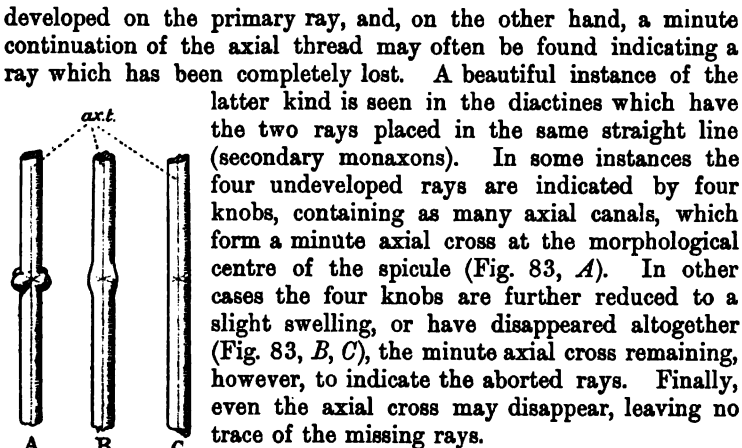 developed on the primary ray, and, on the other hand, a minute
continuation of the axial thread may often be found indicating a
ray which has been completely lost. A beautiful instance of the
latter kind is seen in the diactines which have
the two rays placed in the same straight line
(secondary monaxons). In some instances the
four undeveloped rays are indicated by four
knobs, containing as many axial canals, which
form a minute axial cross at the morphological
centre of the spicule (Fig. 83, A). In other
cases the four knobs are further reduced to a
slight swelling, or have disappeared altogether
(Fig. 83, B, C), the minute axial cross remaining,
however, to indicate the aborted rays. Finally,
even the axial cross may disappear, leaving no
trace of the missing rays.
ax.t.
A B C